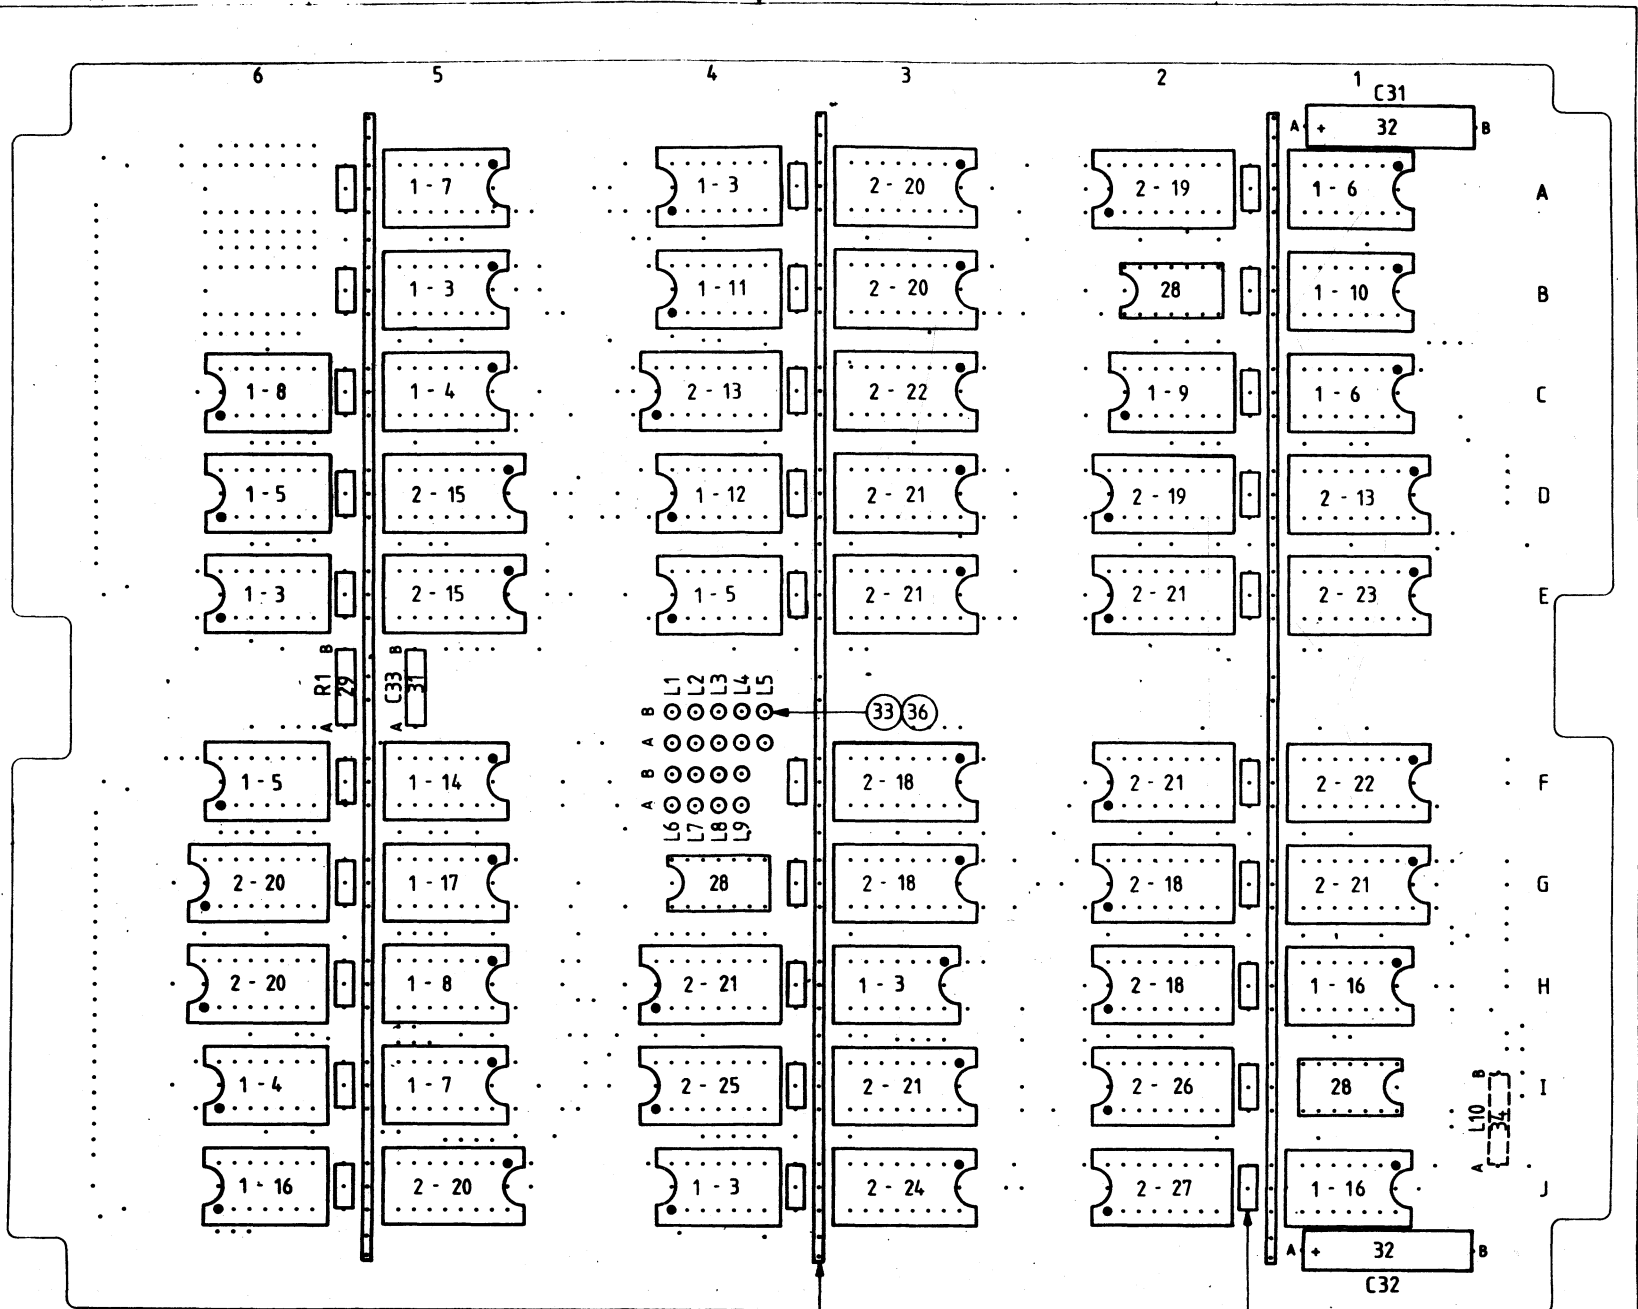 6 5 4 3 2 1
C31
A + 32 B
1 - 7 1 - 3 2 - 20 2 - 19 1 - 6 A
1 - 3 1 - 11 2 - 20 28 1 - 10 B
1 - 8 1 - 4 2 - 13 2 - 22 1 - 9 1 - 6 C
1 - 5 2 - 15 1 - 12 2 - 21 2 - 19 2 - 13 D
1 - 3 2 - 15 1 - 5 2 - 21 2 - 21 2 - 23 E
R1 A 29 B
C33 A 31 B
L1 L2 L3 L4 L5
B 33 36
A
1 - 5 1 - 14 B 2 - 18 2 - 21 2 - 22 F
A
L6 L7 L8 L9
2 - 20 1 - 17 28 2 - 18 2 - 18 2 - 21 G
2 - 20 1 - 8 2 - 21 1 - 3 2 - 18 1 - 16 H
1 - 4 1 - 7 2 - 25 2 - 21 2 - 26 28 I
L10 A 34 B
1 - 16 2 - 20 1 - 3 2 - 24 2 - 27 1 - 16 J
A + 32 B
C32